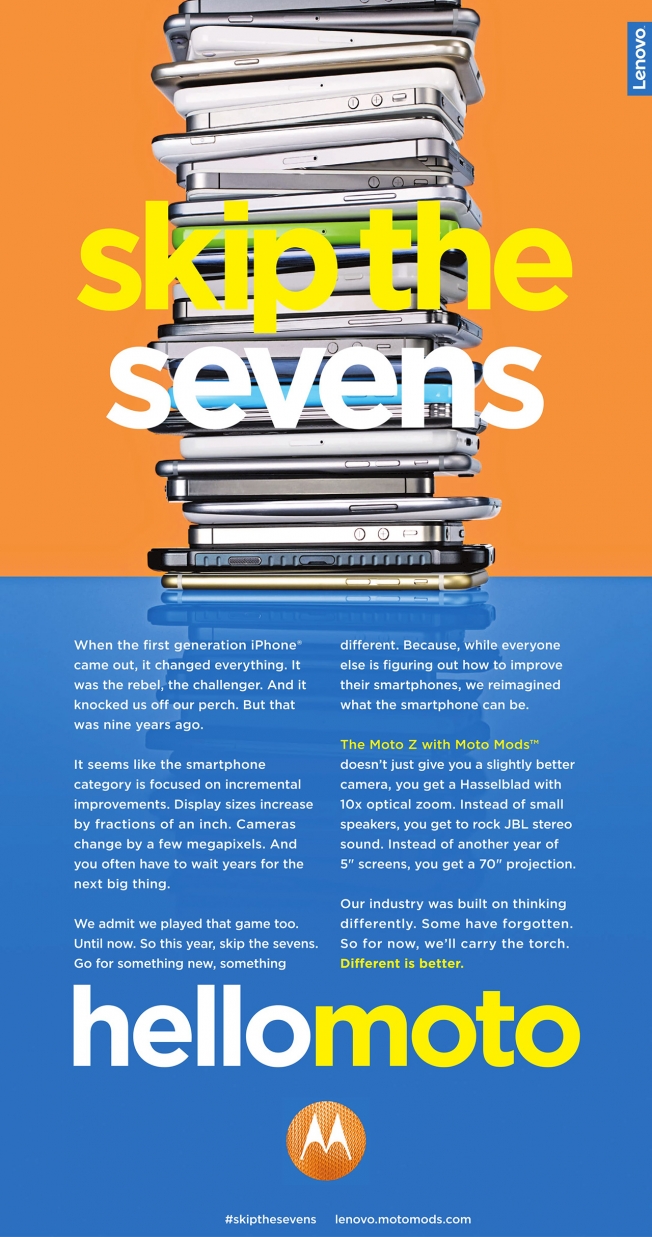 Lenovo.
skip the
sevens
When the first generation iPhone®
came out, it changed everything. It
was the rebel, the challenger. And it
knocked us off our perch. But that
was nine years ago.
It seems like the smartphone
category is focused on incremental
improvements. Display sizes increase
by fractions of an inch. Cameras
change by a few megapixels. And
you often have to wait years for the
next big thing.
We admit we played that game too.
Until now. So this year, skip the sevens.
Go for something new, something
different. Because, while everyone
else is figuring out how to improve
their smartphones, we reimagined
what the smartphone can be.
The Moto Z with Moto Mods™
doesn't just give you a slightly better
camera, you get a Hasselblad with
10x optical zoom. Instead of small
speakers, you get to rock JBL stereo
sound. Instead of another year of
5" screens, you get a 70" projection.
Our industry was built on thinking
differently. Some have forgotten.
So for now, we'll carry the torch.
Different is better.
hellomoto
#skipthesevens lenovo.motomods.com